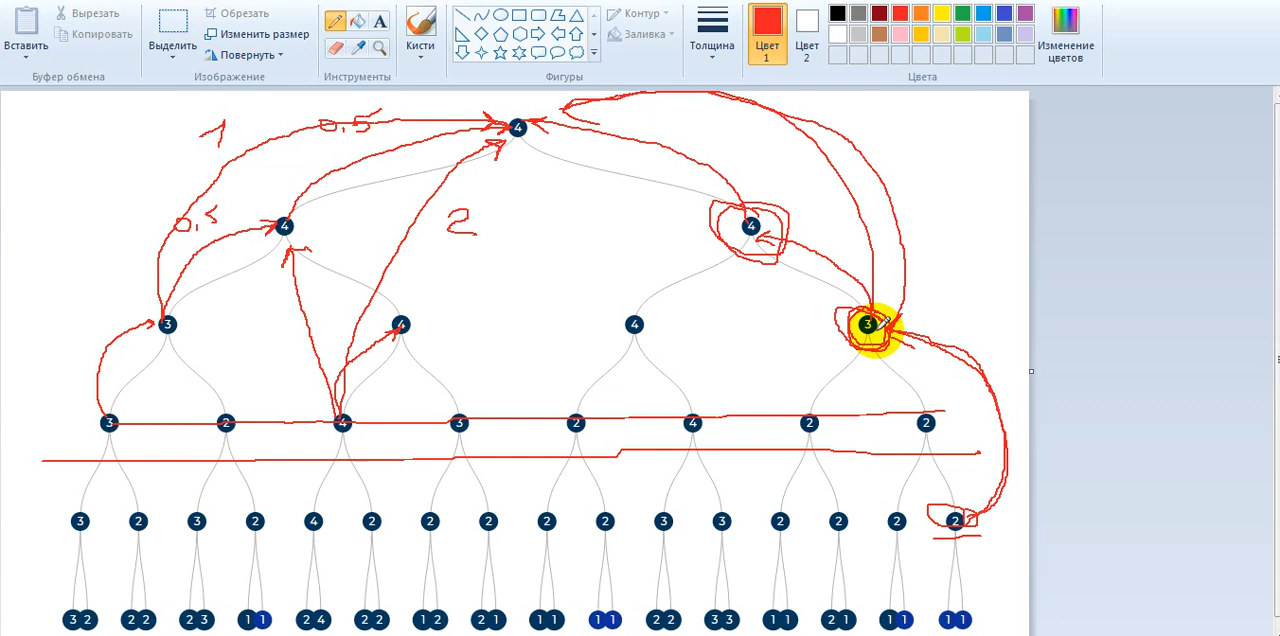 Вырезать
Копировать
Вставить
Буфер обмена
Выделить
Обрезать
Изменить размер
Повернуть
Изображение
A
Инструменты
Кисти
Контур
Заливка
Фигуры
Толщина
Цвет 1
Цвет 2
Изменение цветов
Цвета
1 0,5 4
0,5 4 2 4
3 4 4 3
3 2 4 3 2 4 2 2
3 2 3 2 4 2 2 2 2 2 3 3 2 2 2 2
3 2 2 2 2 3 1 1 2 4 2 2 1 2 2 1 1 1 1 1 2 2 3 3 1 1 2 1 1 1 1 1